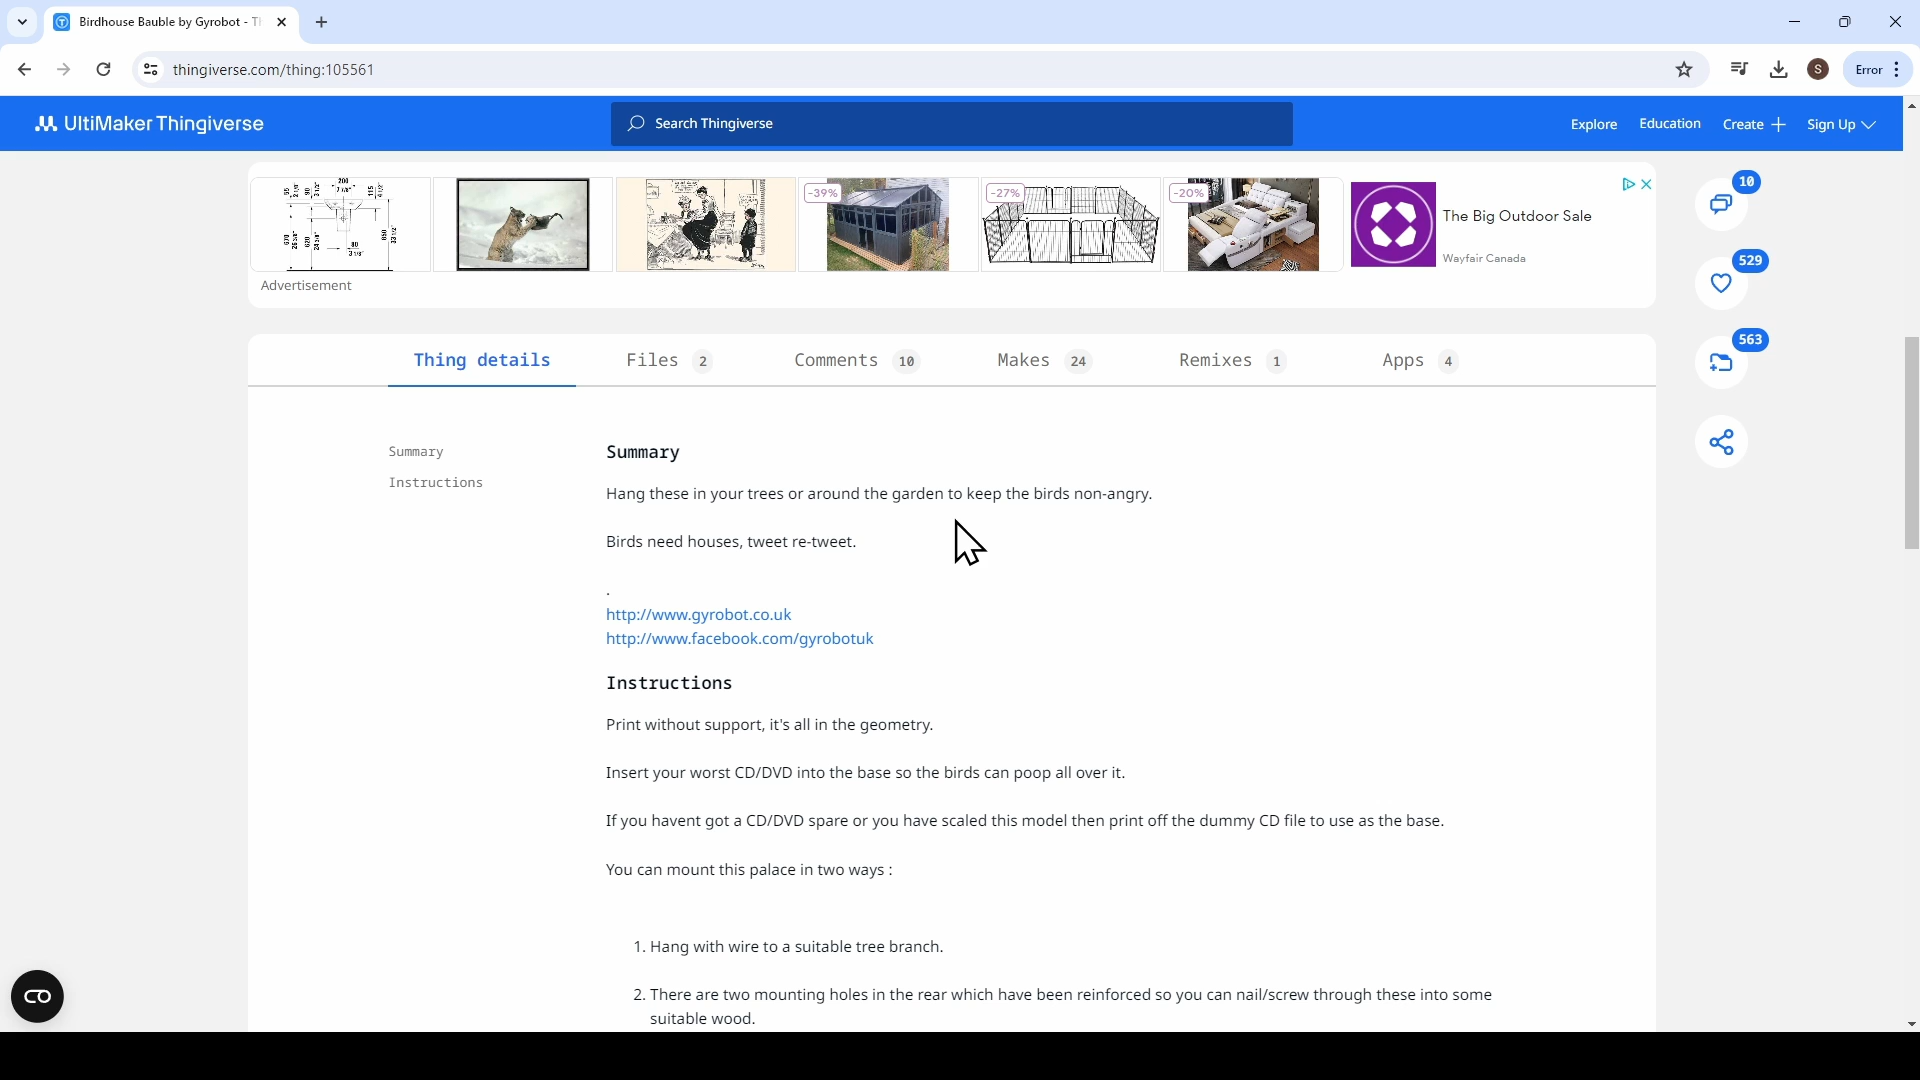 Birdhouse Bauble by Gyrobot - Th
thingiverse.com/thing:105561
S
Error
UltiMaker Thingiverse
Search Thingiverse
Explore
Education
Create
Sign Up
-39%
-27%
-20%
The Big Outdoor Sale
Wayfair Canada
Advertisement
10
529
563
Thing details
Files 2
Comments 10
Makes 24
Remixes 1
Apps 4
Summary
Instructions
Summary
Hang these in your trees or around the garden to keep the birds non-angry.
Birds need houses, tweet re-tweet.
.
http://www.gyrobot.co.uk
http://www.facebook.com/gyrobotuk
Instructions
Print without support, it's all in the geometry.
Insert your worst CD/DVD into the base so the birds can poop all over it.
If you havent got a CD/DVD spare or you have scaled this model then print off the dummy CD file to use as the base.
You can mount this palace in two ways :
1. Hang with wire to a suitable tree branch.
2. There are two mounting holes in the rear which have been reinforced so you can nail/screw through these into some
suitable wood.